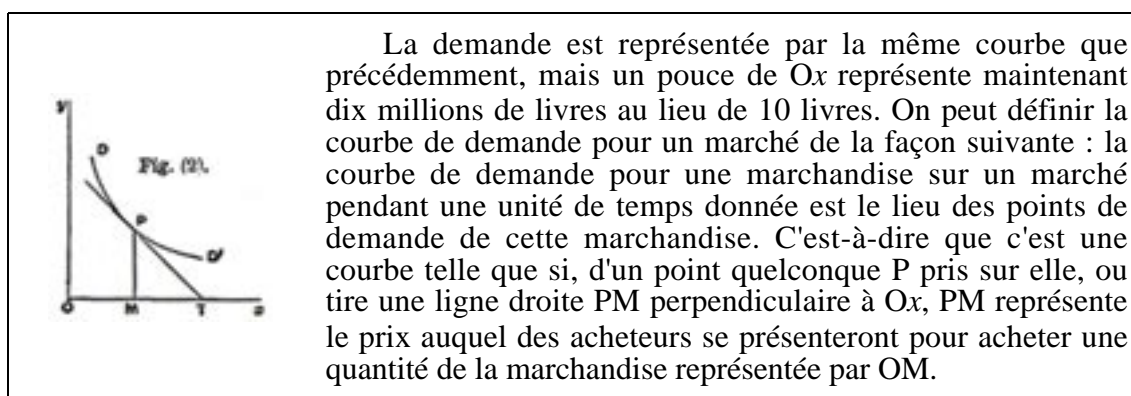 La demande est représentée par la même courbe que
précédemment, mais un pouce de Ox représente maintenant
dix millions de livres au lieu de 10 livres. On peut définir la
courbe de demande pour un marché de la façon suivante : la
courbe de demande pour une marchandise sur un marché
pendant une unité de temps donnée est le lieu des points de
demande de cette marchandise. C'est-à-dire que c'est une
courbe telle que si, d'un point quelconque P pris sur elle, ou
tire une ligne droite PM perpendiculaire à Ox, PM représente
le prix auquel des acheteurs se présenteront pour acheter une
quantité de la marchandise représentée par OM.
y
D
Fig. (2).
P
D'
O M T x